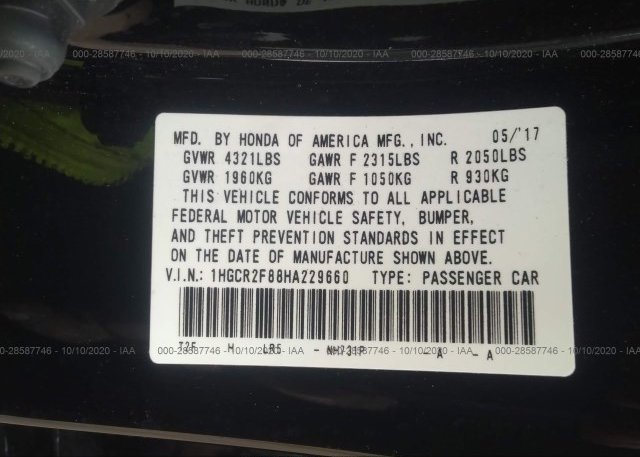 000-28587746 - 10/10/2020 - IAA
MFD. BY HONDA OF AMERICA MFG., INC. 05/'17
GVWR 4321LBS GAWR F 2315LBS R 2050LBS
GVWR 1960KG GAWR F 1050KG R 930KG
THIS VEHICLE CONFORMS TO ALL APPLICABLE
FEDERAL MOTOR VEHICLE SAFETY, BUMPER,
AND THEFT PREVENTION STANDARDS IN EFFECT
ON THE DATE OF MANUFACTURE SHOWN ABOVE.
V.I.N.: 1HGCR2F88HA229660 TYPE: PASSENGER CAR
H LR5 - NH731P A - A
000-28587746 - 10/10/2020 - IAA